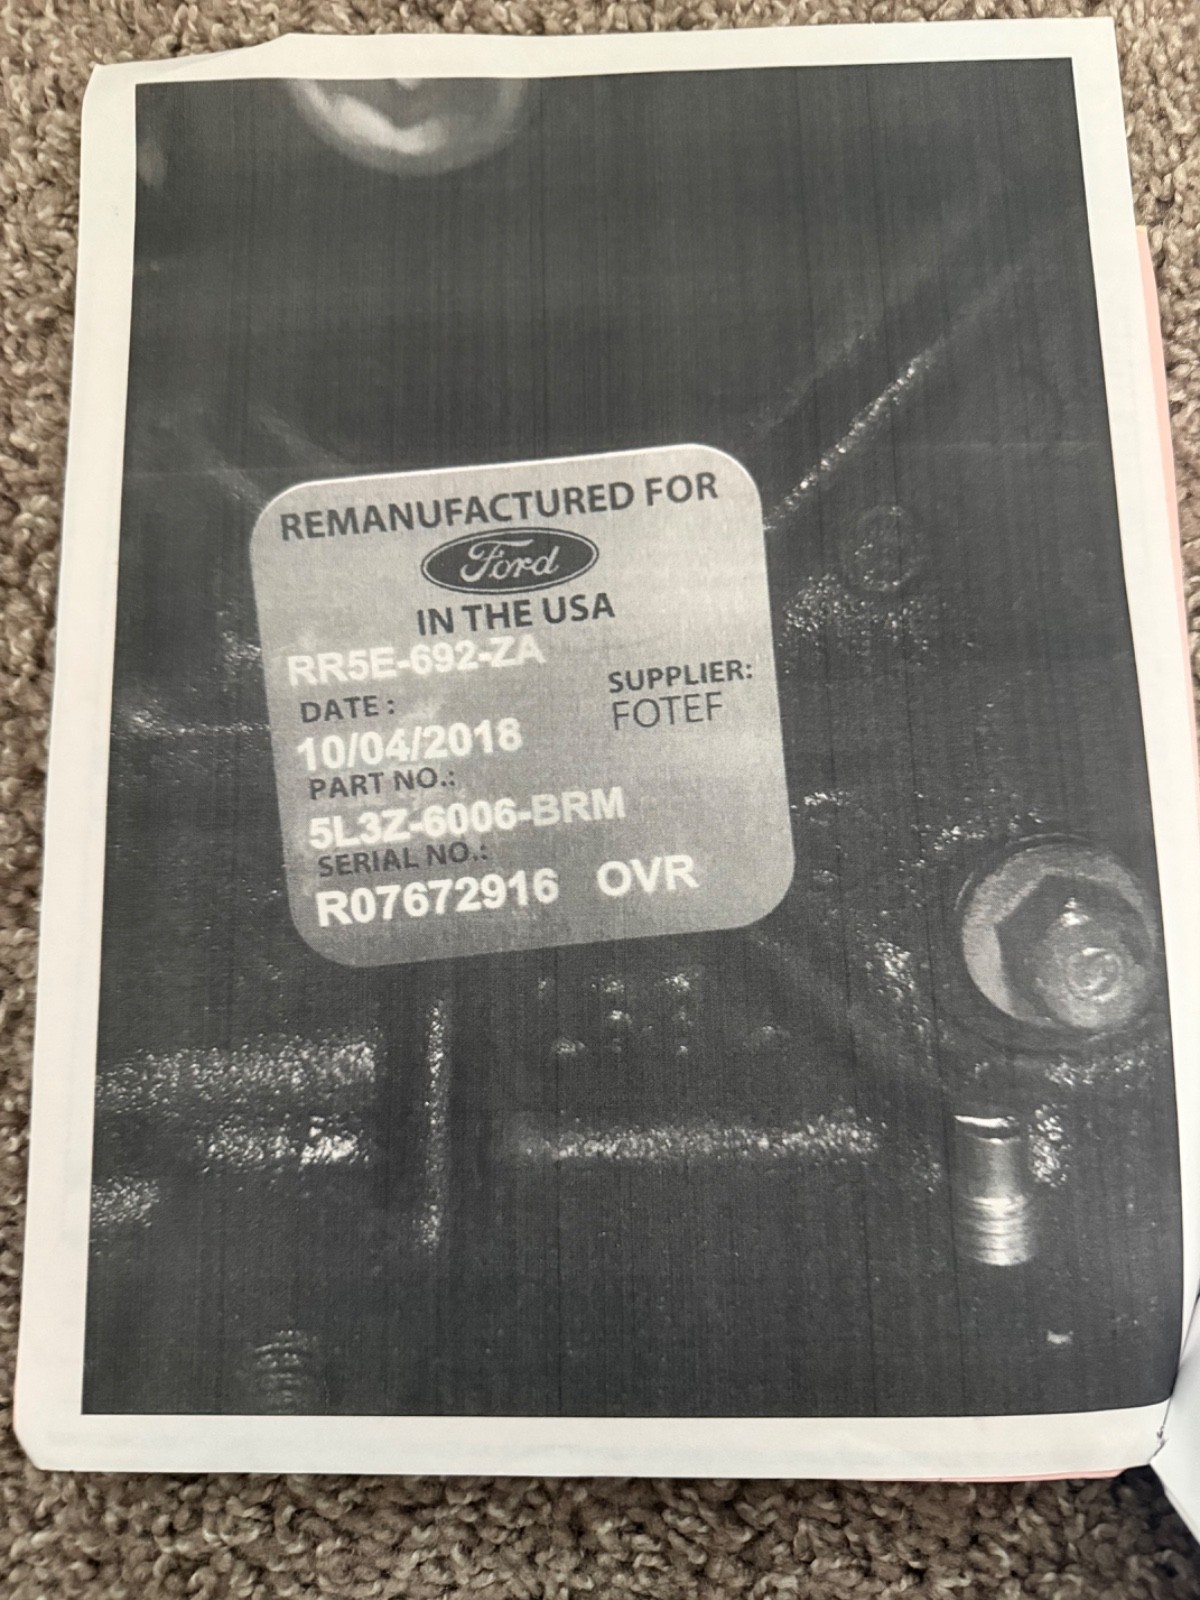 REMANUFACTURED FOR
Ford
IN THE USA
RR5E-692-ZA
SUPPLIER:
FOTEF
DATE :
10/04/2018
PART NO.:
5L3Z-6006-BRM
SERIAL NO.:
R07672916 OVR